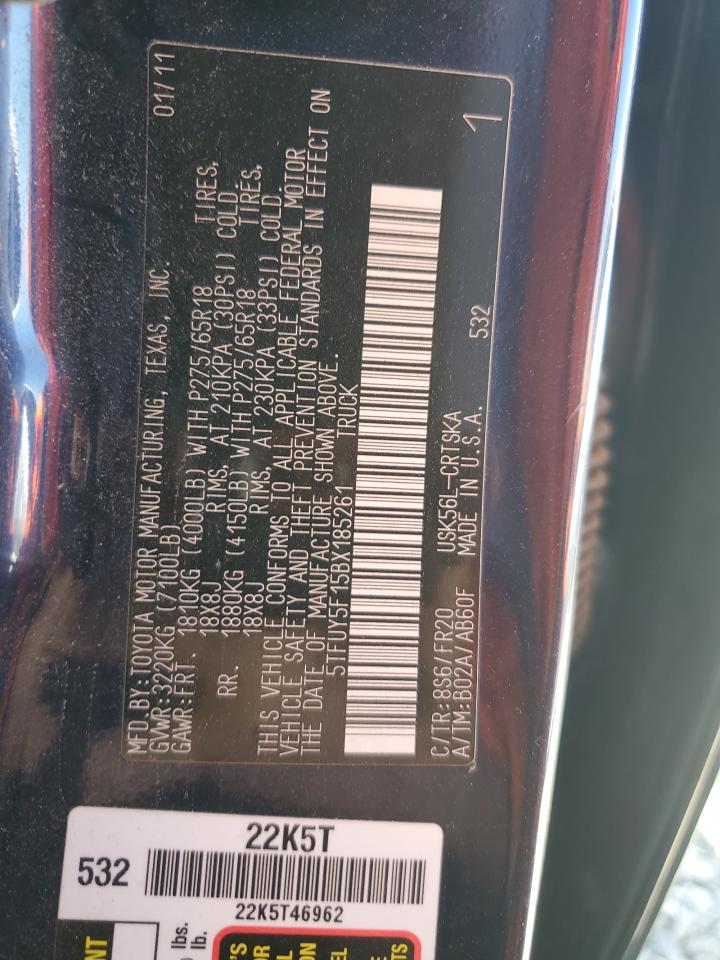 MFD.BY:TOYOTA MOTOR MANUFACTURING, TEXAS, INC. 01/11
GVWR:3220KG(7100LB)
GAWR:FRT. 1810KG(4000LB) WITH P275/65R18 TIRES,
18X8J RIMS, AT 210KPA(30PSI) COLD.
RR. 1880KG(4150LB) WITH P275/65R18 TIRES,
18X8J RIMS, AT 230KPA(33PSI) COLD.
THIS VEHICLE CONFORMS TO ALL APPLICABLE FEDERAL MOTOR
VEHICLE SAFETY AND THEFT PREVENTION STANDARDS IN EFFECT ON
THE DATE OF MANUFACTURE SHOWN ABOVE.
5TFUY5F15BX185261 TRUCK
C/TR:8S6/FR20 USK56L-CRTSKA 532
A/TM:B02A/AB60F MADE IN U.S.A. 1
22K5T
532
22K5T46962
lbs.
lb.